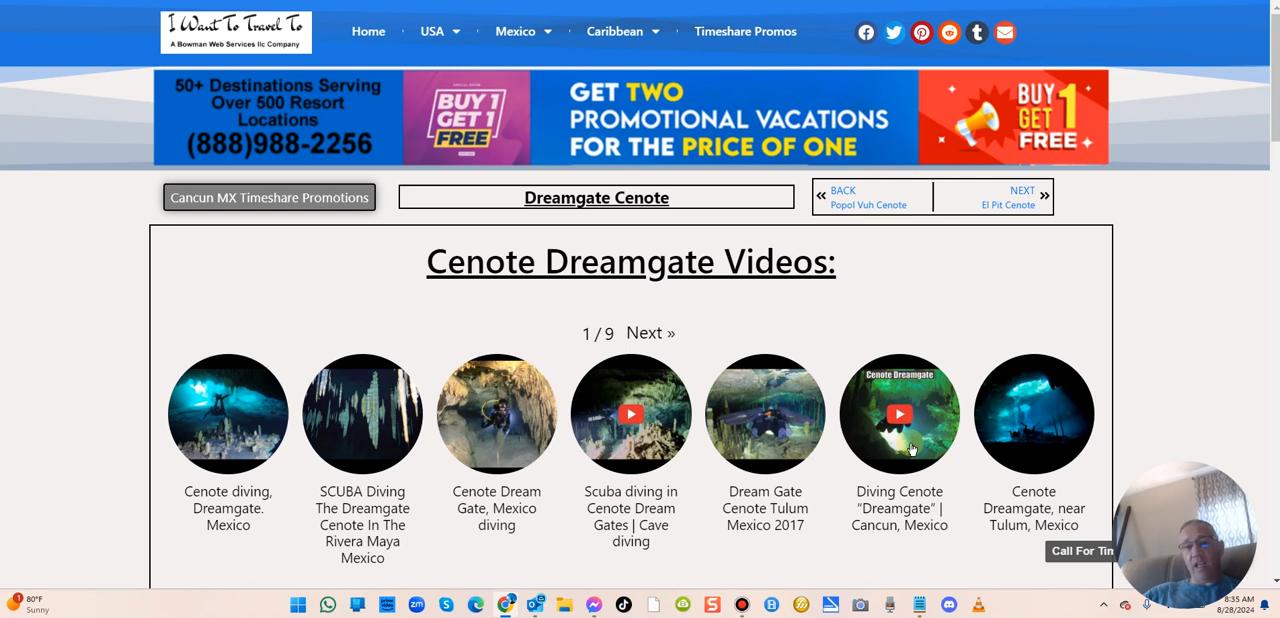 I Want To Travel To
A Bowman Web Services llc Company
Home
USA
Mexico
Caribbean
Timeshare Promos
50+ Destinations Serving
Over 500 Resort
Locations
(888)988-2256
BUY 1
GET 1
FREE
GET TWO
PROMOTIONAL VACATIONS
FOR THE PRICE OF ONE
BUY 1
GET
FREE
Cancun MX Timeshare Promotions
Dreamgate Cenote
« BACK
Popol Vuh Cenote
NEXT »
El Pit Cenote
Cenote Dreamgate Videos:
1 / 9 Next »
Cenote Dreamgate
Cenote diving,
Dreamgate.
Mexico
SCUBA Diving
The Dreamgate
Cenote In The
Rivera Maya
Mexico
Cenote Dream
Gate, Mexico
diving
Scuba diving in
Cenote Dream
Gates | Cave
diving
Dream Gate
Cenote Tulum
Mexico 2017
Diving Cenote
"Dreamgate" |
Cancun, Mexico
Cenote
Dreamgate, near
Tulum, Mexico
Call For Tim
1
80°F
Sunny
zm
8:35 AM
8/28/2024